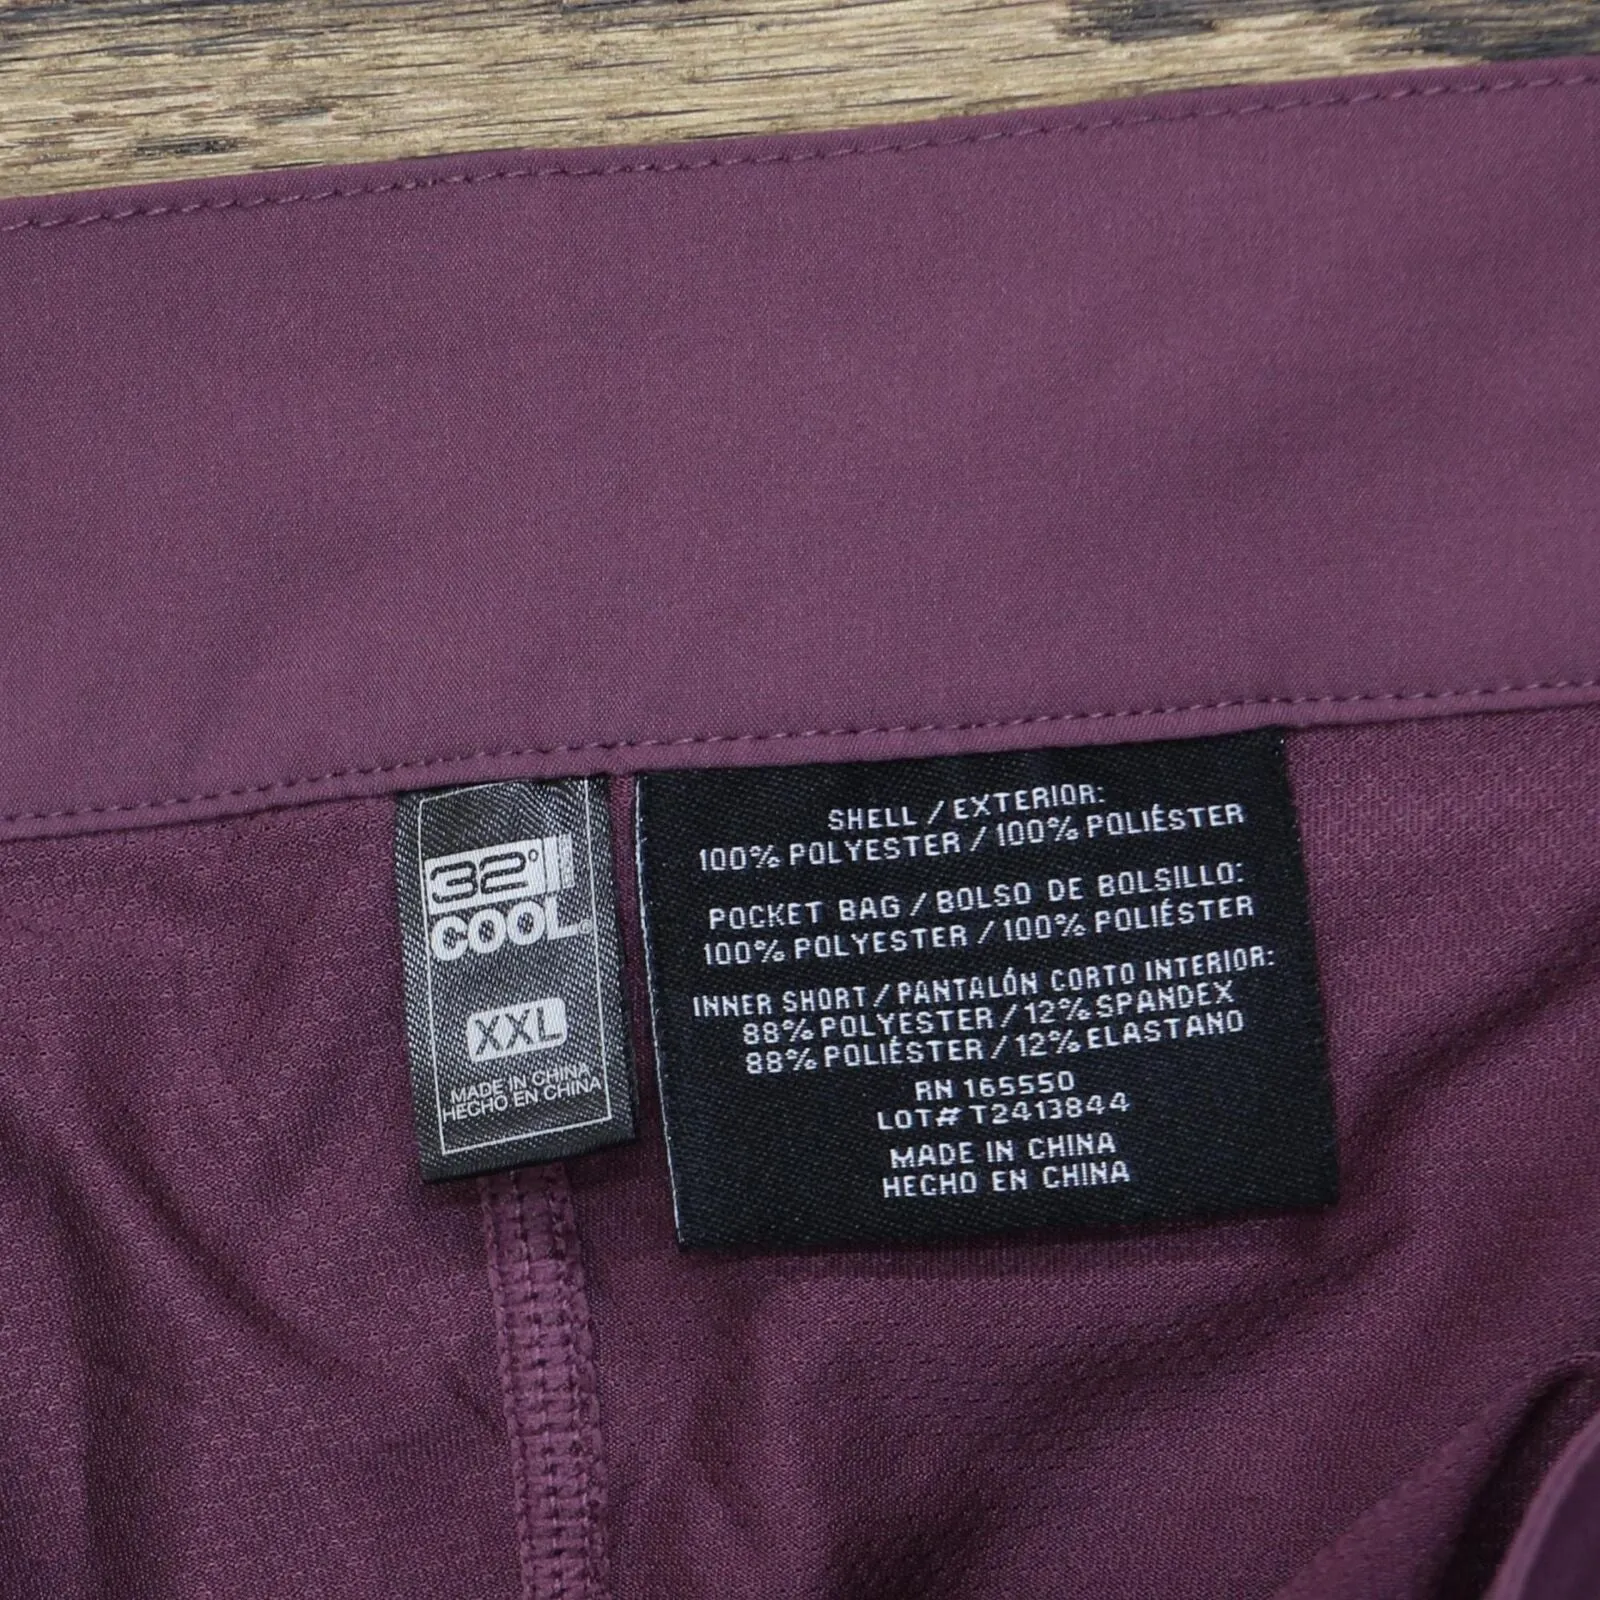 32°
COOL®
XXL
MADE IN CHINA
HECHO EN CHINA
SHELL / EXTERIOR:
100% POLYESTER / 100% POLIÉSTER
POCKET BAG / BOLSO DE BOLSILLO:
100% POLYESTER / 100% POLIÉSTER
INNER SHORT / PANTALÓN CORTO INTERIOR:
88% POLYESTER / 12% SPANDEX
88% POLIÉSTER / 12% ELASTANO
RN 165550
LOT# T2413844
MADE IN CHINA
HECHO EN CHINA